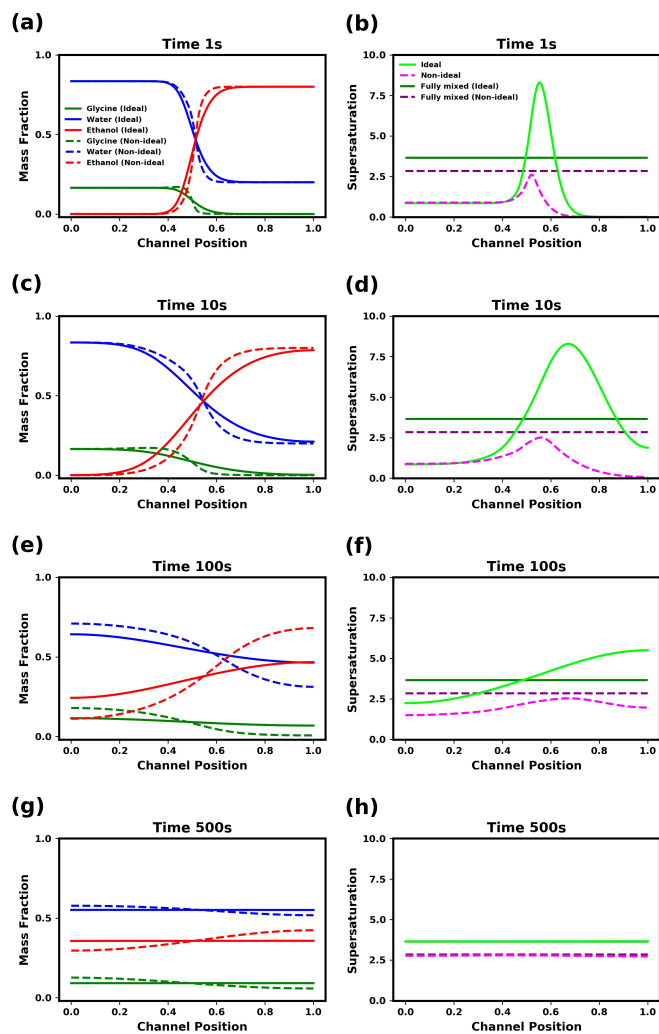 (a)
Time 1s
Mass Fraction
1.0
0.5
0.0
Glycine (Ideal)
Water (Ideal)
Ethanol (Ideal)
Glycine (Non-ideal)
Water (Non-ideal)
Ethanol (Non-ideal
0.0 0.2 0.4 0.6 0.8 1.0
Channel Position
(b)
Time 1s
Supersaturation
10.0
7.5
5.0
2.5
0.0
Ideal
Non-ideal
Fully mixed (Ideal)
Fully mixed (Non-ideal)
0.0 0.2 0.4 0.6 0.8 1.0
Channel Position
(c)
Time 10s
Mass Fraction
1.0
0.5
0.0
0.0 0.2 0.4 0.6 0.8 1.0
Channel Position
(d)
Time 10s
Supersaturation
10.0
7.5
5.0
2.5
0.0
0.0 0.2 0.4 0.6 0.8 1.0
Channel Position
(e)
Time 100s
Mass Fraction
1.0
0.5
0.0
0.0 0.2 0.4 0.6 0.8 1.0
Channel Position
(f)
Time 100s
Supersaturation
10.0
7.5
5.0
2.5
0.0
0.0 0.2 0.4 0.6 0.8 1.0
Channel Position
(g)
Time 500s
Mass Fraction
1.0
0.5
0.0
0.0 0.2 0.4 0.6 0.8 1.0
Channel Position
(h)
Time 500s
Supersaturation
10.0
7.5
5.0
2.5
0.0
0.0 0.2 0.4 0.6 0.8 1.0
Channel Position